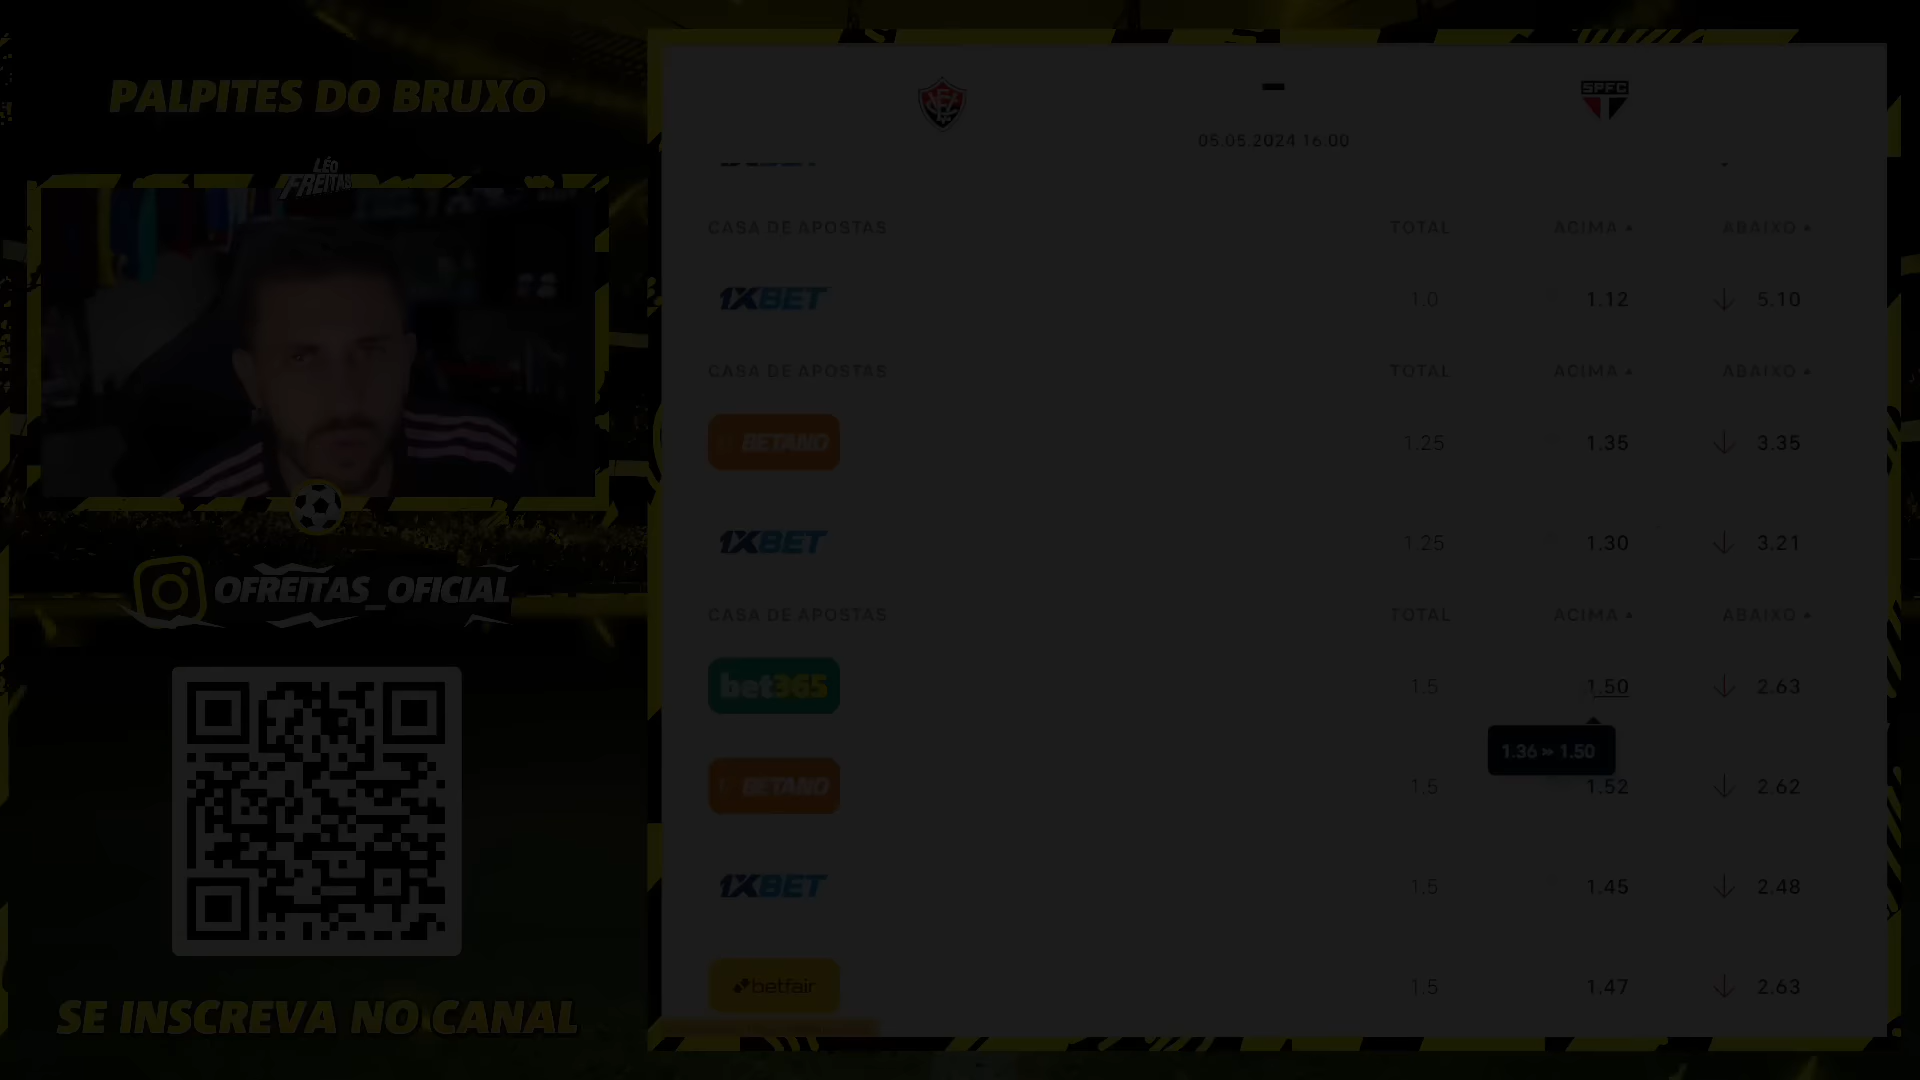 PALPITES DO BRUXO
LÉO
FREITAS
OFREITAS_OFICIAL
SE INSCREVA NO CANAL
SPFC
05.05.2024 16:00
CASA DE APOSTAS TOTAL ACIMA ABAIXO
1XBET 1.0 1.12 5.10
CASA DE APOSTAS TOTAL ACIMA ABAIXO
BETANO 1.25 1.35 3.35
1XBET 1.25 1.30 3.21
CASA DE APOSTAS TOTAL ACIMA ABAIXO
bet365 1.5 1.50 2.63
1.36 » 1.50
BETANO 1.5 1.52 2.62
1XBET 1.5 1.45 2.48
betfair 1.5 1.47 2.63